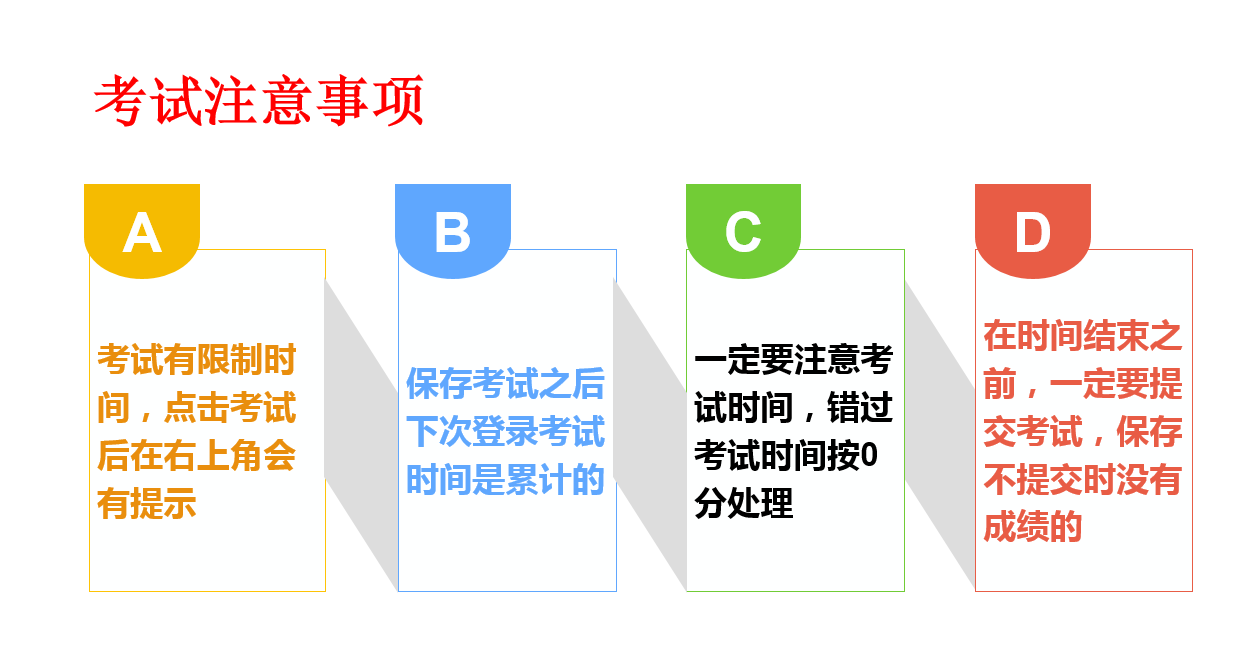 考试注意事项
A
考试有限制时
间，点击考试
后在右上角会
有提示
B
保存考试之后
下次登录考试
时间是累计的
C
一定要注意考
试时间，错过
考试时间按0
分处理
D
在时间结束之
前，一定要提
交考试，保存
不提交时没有
成绩的